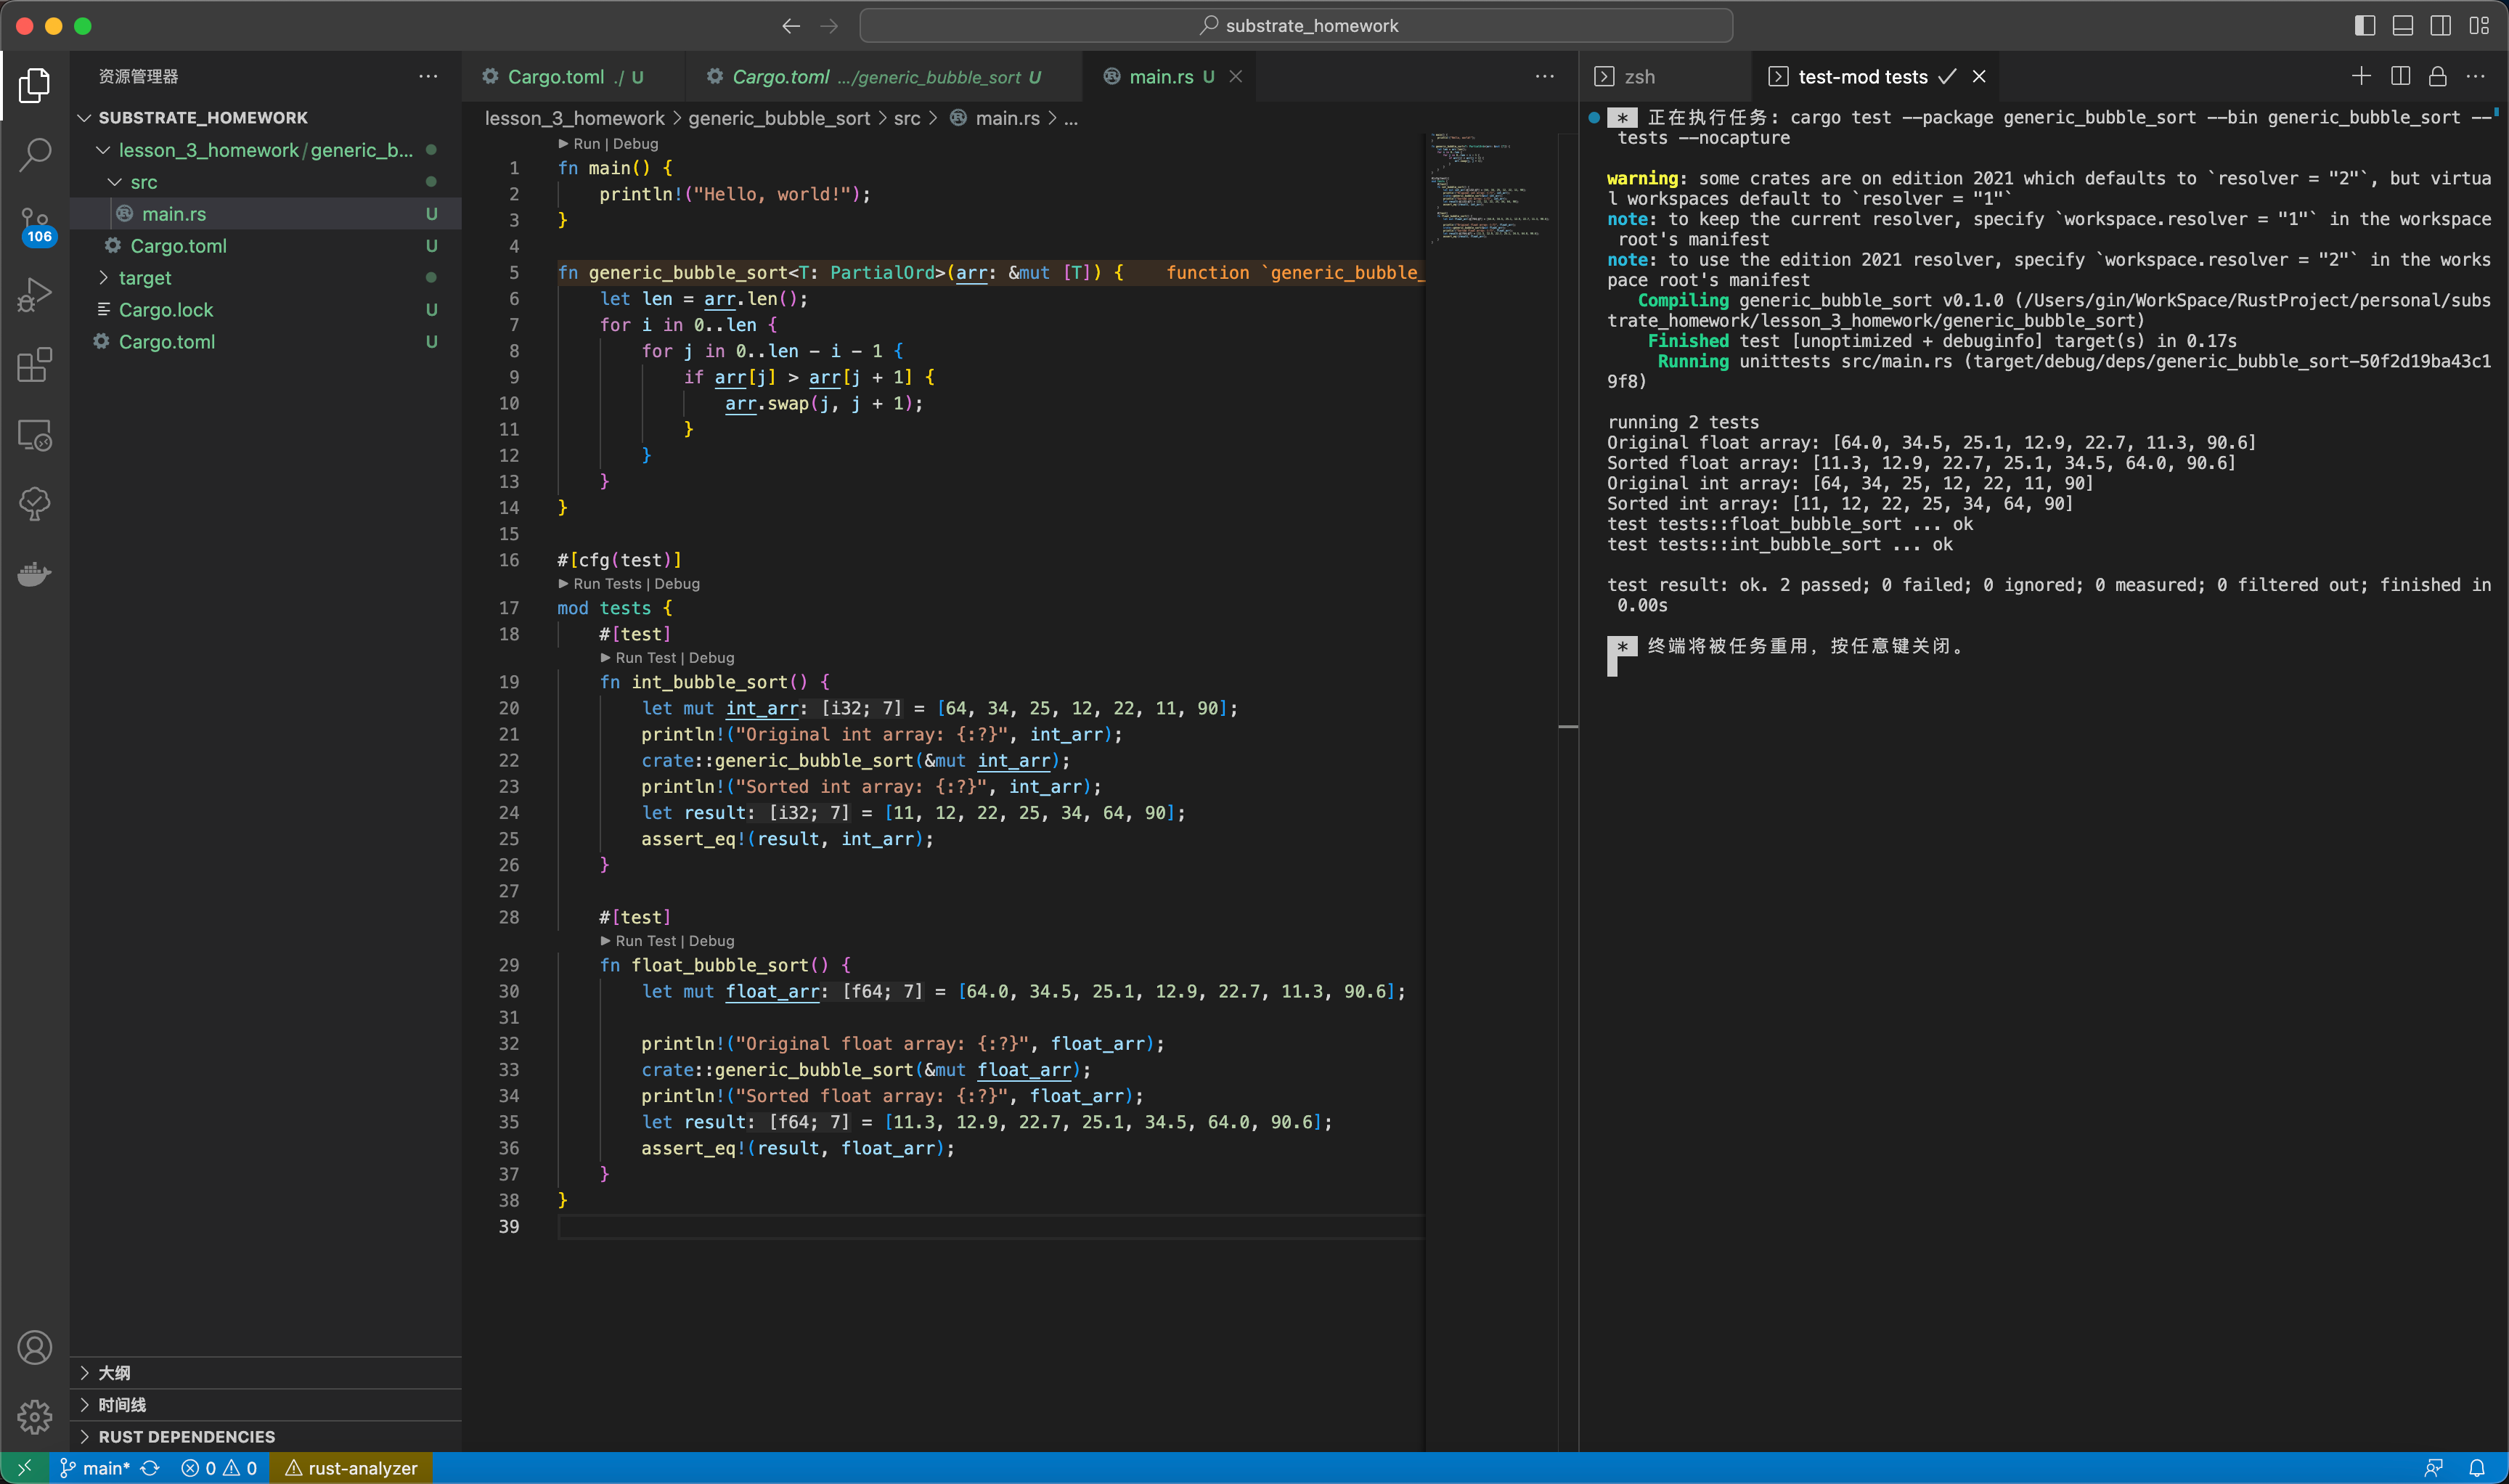 substrate_homework
资源管理器
SUBSTRATE_HOMEWORK
lesson_3_homework/generic_b...
src
main.rs U
Cargo.toml U
target
Cargo.lock U
Cargo.toml U
106
大纲
时间线
RUST DEPENDENCIES
Cargo.toml ./ U
Cargo.toml .../generic_bubble_sort U
main.rs U
lesson_3_homework > generic_bubble_sort > src > main.rs > ...
Run | Debug
1 fn main() {
2 println!("Hello, world!");
3 }
4
5 fn generic_bubble_sort<T: PartialOrd>(arr: &mut [T]) { function `generic_bubble_
6 let len = arr.len();
7 for i in 0..len {
8 for j in 0..len - i - 1 {
9 if arr[j] > arr[j + 1] {
10 arr.swap(j, j + 1);
11 }
12 }
13 }
14 }
15
16 #[cfg(test)]
Run Tests | Debug
17 mod tests {
18 #[test]
Run Test | Debug
19 fn int_bubble_sort() {
20 let mut int_arr: [i32; 7] = [64, 34, 25, 12, 22, 11, 90];
21 println!("Original int array: {:?}", int_arr);
22 crate::generic_bubble_sort(&mut int_arr);
23 println!("Sorted int array: {:?}", int_arr);
24 let result: [i32; 7] = [11, 12, 22, 25, 34, 64, 90];
25 assert_eq!(result, int_arr);
26 }
27
28 #[test]
Run Test | Debug
29 fn float_bubble_sort() {
30 let mut float_arr: [f64; 7] = [64.0, 34.5, 25.1, 12.9, 22.7, 11.3, 90.6];
31
32 println!("Original float array: {:?}", float_arr);
33 crate::generic_bubble_sort(&mut float_arr);
34 println!("Sorted float array: {:?}", float_arr);
35 let result: [f64; 7] = [11.3, 12.9, 22.7, 25.1, 34.5, 64.0, 90.6];
36 assert_eq!(result, float_arr);
37 }
38 }
39
zsh
test-mod tests
* 正在执行任务: cargo test --package generic_bubble_sort --bin generic_bubble_sort --
tests --nocapture
warning: some crates are on edition 2021 which defaults to `resolver = "2"`, but virtua
l workspaces default to `resolver = "1"`
note: to keep the current resolver, specify `workspace.resolver = "1"` in the workspace
root's manifest
note: to use the edition 2021 resolver, specify `workspace.resolver = "2"` in the works
pace root's manifest
Compiling generic_bubble_sort v0.1.0 (/Users/gin/WorkSpace/RustProject/personal/subs
trate_homework/lesson_3_homework/generic_bubble_sort)
Finished test [unoptimized + debuginfo] target(s) in 0.17s
Running unittests src/main.rs (target/debug/deps/generic_bubble_sort-50f2d19ba43c1
9f8)
running 2 tests
Original float array: [64.0, 34.5, 25.1, 12.9, 22.7, 11.3, 90.6]
Sorted float array: [11.3, 12.9, 22.7, 25.1, 34.5, 64.0, 90.6]
Original int array: [64, 34, 25, 12, 22, 11, 90]
Sorted int array: [11, 12, 22, 25, 34, 64, 90]
test tests::float_bubble_sort ... ok
test tests::int_bubble_sort ... ok
test result: ok. 2 passed; 0 failed; 0 ignored; 0 measured; 0 filtered out; finished in
0.00s
* 终端将被任务重用，按任意键关闭。
main* 0 0 rust-analyzer